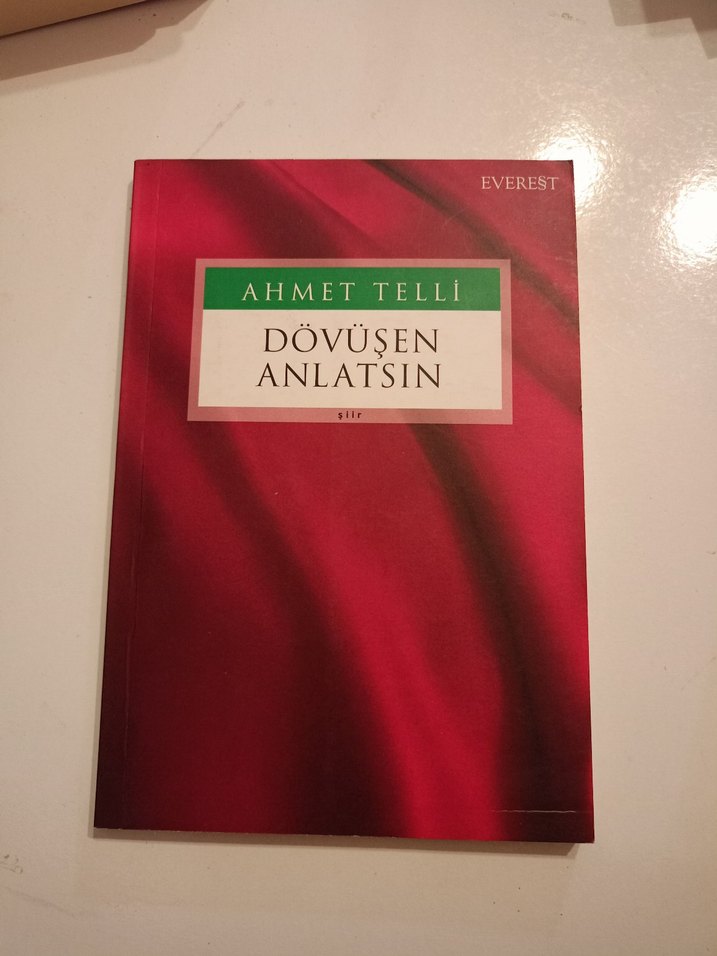 EVEREST
AHMET TELLİ
DÖVÜŞEN
ANLATSIN
şiir